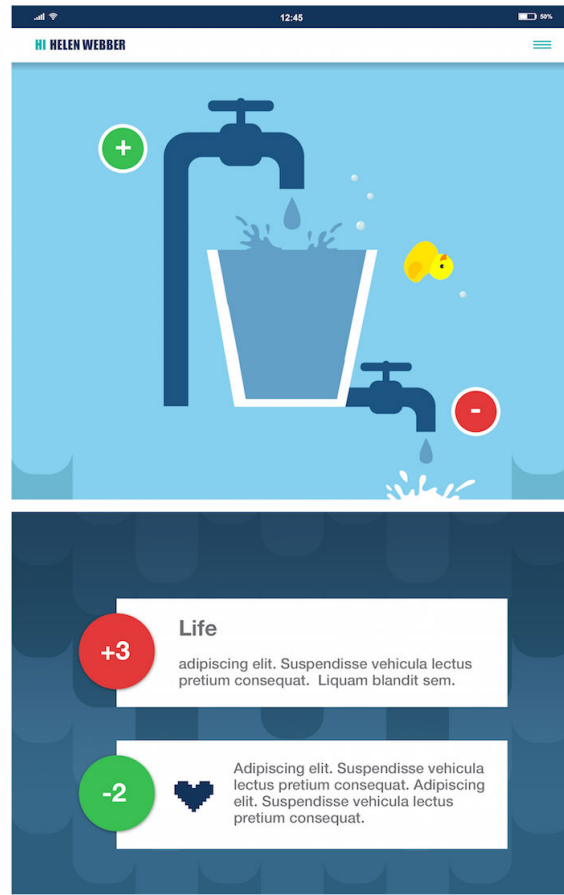 12:45
50%
HI HELEN WEBBER
+
-
+3
Life
adipiscing elit. Suspendisse vehicula lectus
pretium consequat. Liquam blandit sem.
-2
Adipiscing elit. Suspendisse vehicula
lectus pretium consequat. Adipiscing
elit. Suspendisse vehicula lectus
pretium consequat.